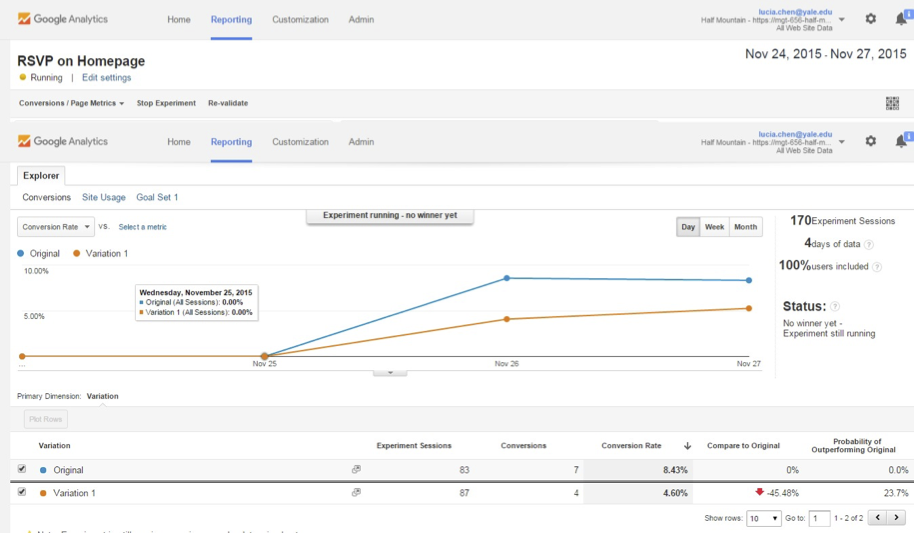 Google Analytics Home Reporting Customization Admin
lucia.chen@yale.edu
Half Mountain - https://mgt-656-half-m...
All Web Site Data
RSVP on Homepage
Nov 24, 2015 - Nov 27, 2015
Running | Edit settings
Conversions / Page Metrics Stop Experiment Re-validate
Google Analytics Home Reporting Customization Admin
lucia.chen@yale.edu
Half Mountain - https://mgt-656-half-m...
All Web Site Data
Explorer
Conversions Site Usage Goal Set 1
Experiment running - no winner yet
Conversion Rate VS. Select a metric
Day Week Month
Original Variation 1
10.00%
5.00%
Wednesday, November 25, 2015
Original (All Sessions): 0.00%
Variation 1 (All Sessions): 0.00%
... Nov 25 Nov 26 Nov 27
170 Experiment Sessions
4 days of data ?
100% users included ?
Status: ?
No winner yet -
Experiment still running
Primary Dimension: Variation
Plot Rows
Variation Experiment Sessions Conversions Conversion Rate Compare to Original Probability of Outperforming Original
Original 83 7 8.43% 0% 0.0%
Variation 1 87 4 4.60% -45.48% 23.7%
Show rows: 10 Go to: 1 1 - 2 of 2